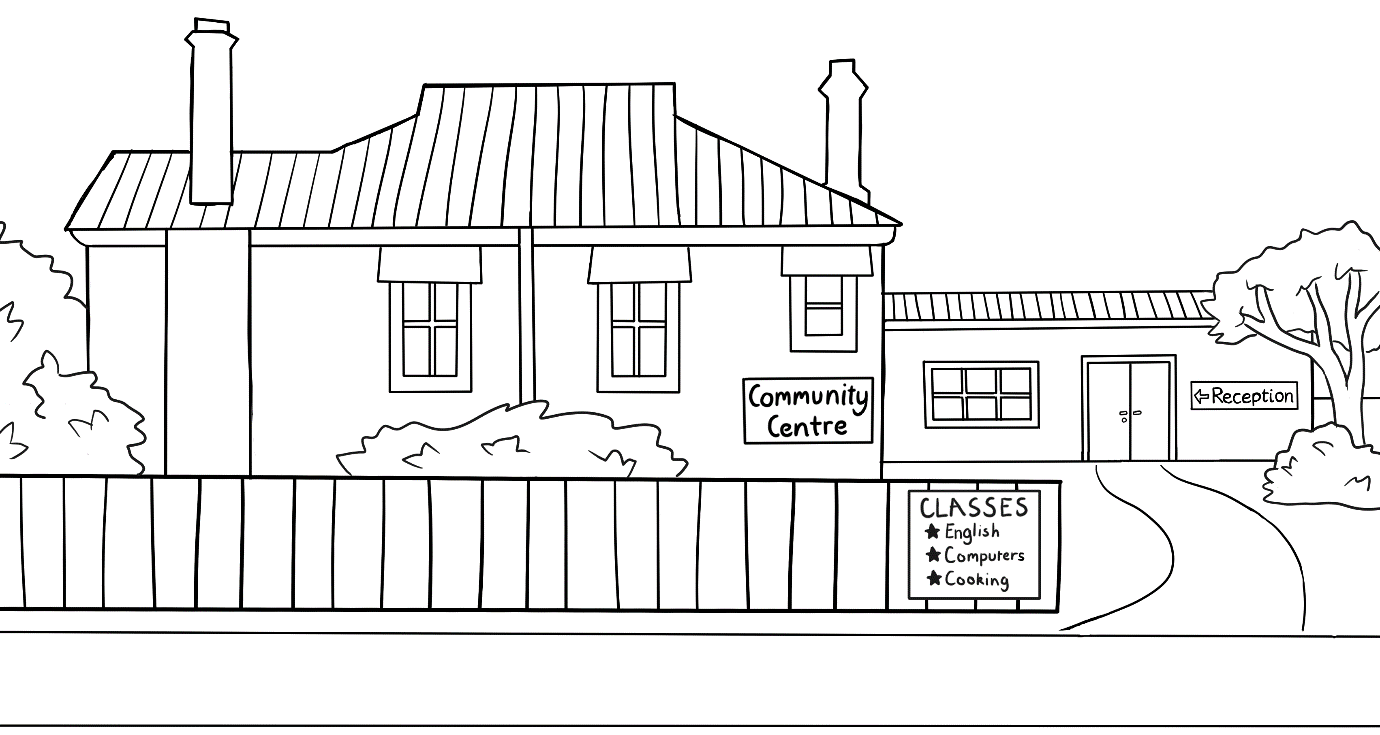 Community
Centre
⇐Reception
CLASSES
★ English
★ Computers
★ Cooking